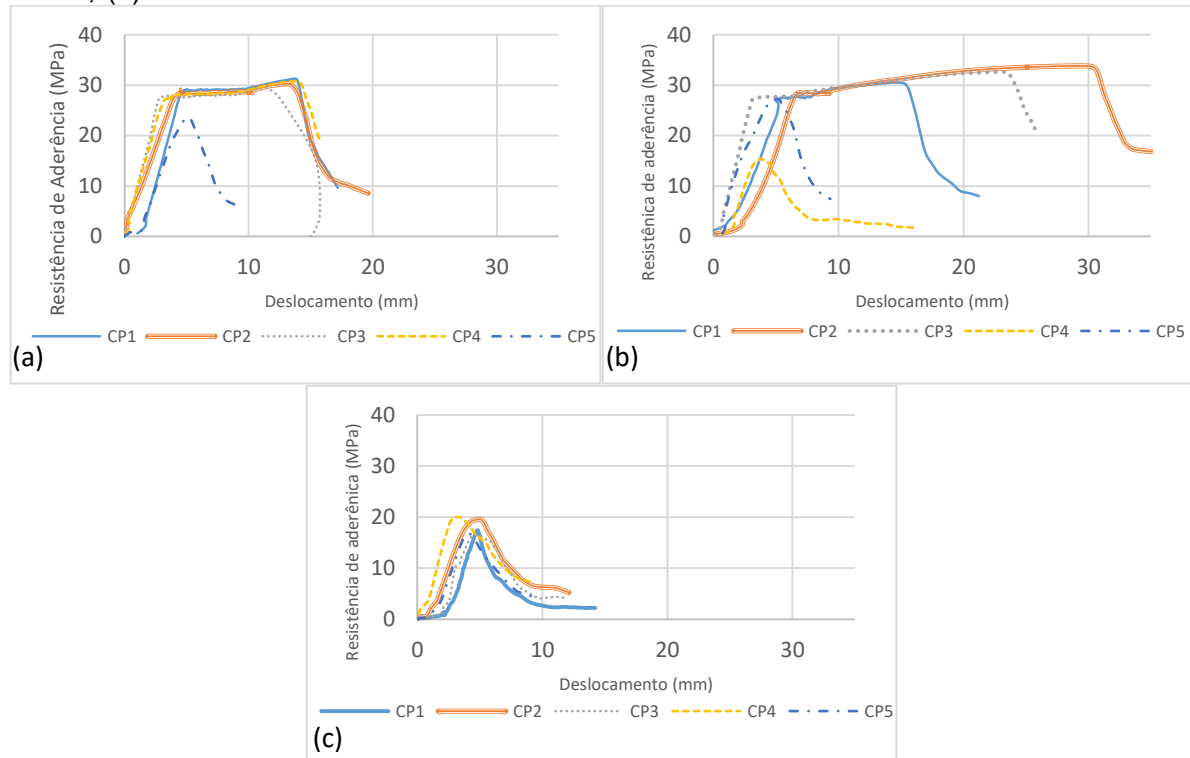 Resistência de Aderência (MPa)
40
30
20
10
0
0 10 20 30
Deslocamento (mm)
CP1 CP2 CP3 CP4 CP5
(a)
Resistênica de aderência (MPa)
40
30
20
10
0
0 10 20 30
Deslocamento (mm)
CP1 CP2 CP3 CP4 CP5
(b)
Resistência de aderênica (MPa)
40
30
20
10
0
0 10 20 30
Deslocamento (mm)
CP1 CP2 CP3 CP4 CP5
(c)